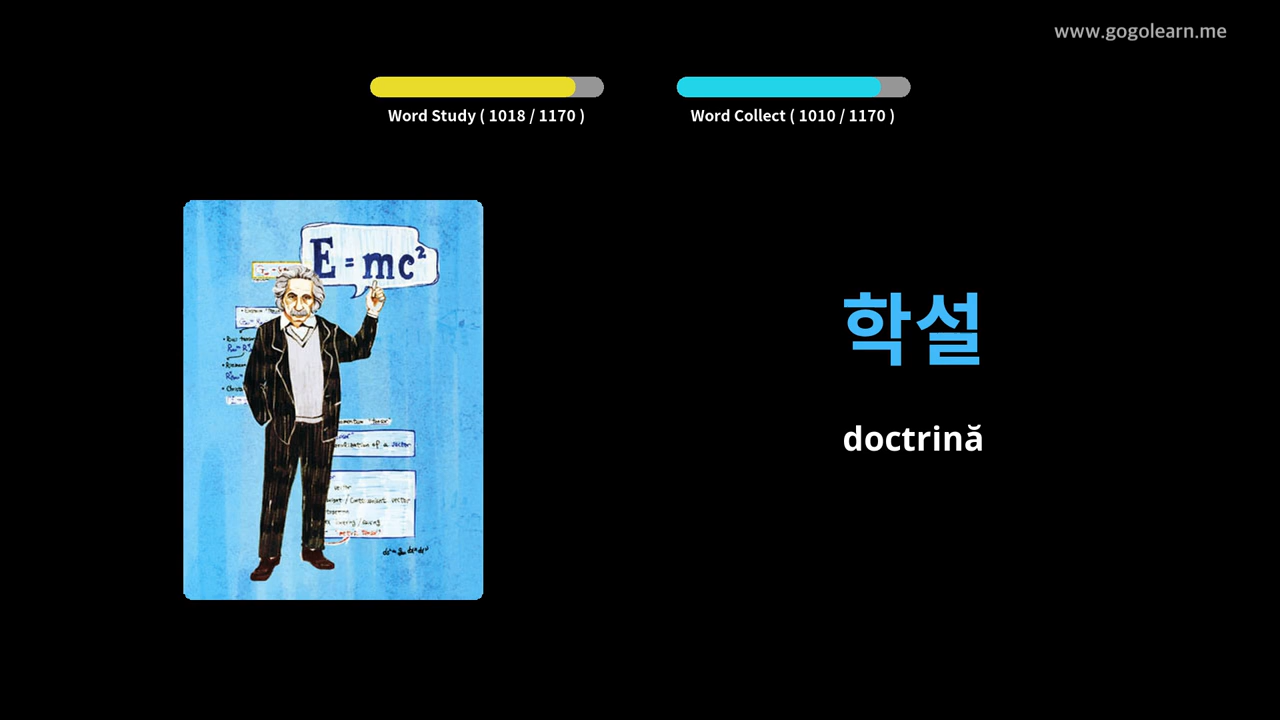 www.gogolearn.me
Word Study ( 1018 / 1170 )
Word Collect ( 1010 / 1170 )
E = mc²
학설
doctrină